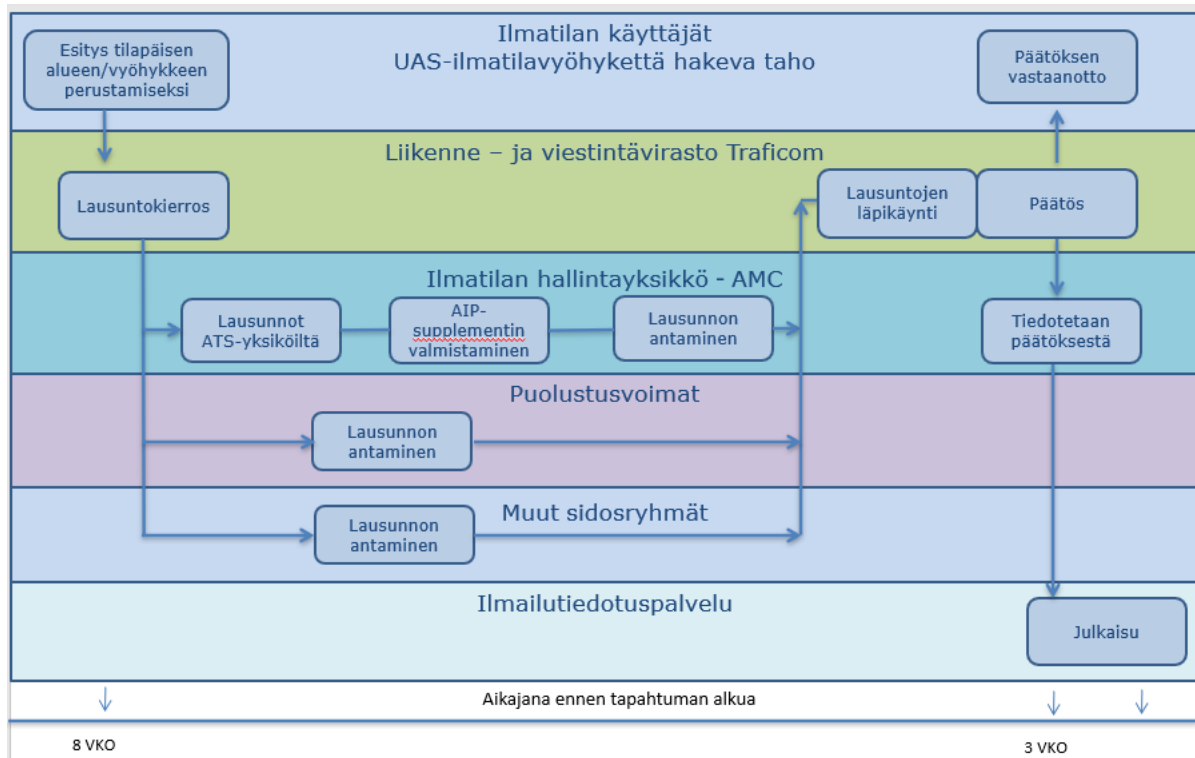 Ilmatilan käyttäjät
UAS-ilmatilavyöhykettä hakeva taho
Esitys tilapäisen
alueen/vyöhykkeen
perustamiseksi
Päätöksen
vastaanotto
Liikenne – ja viestintävirasto Traficom
Lausuntokierros
Lausuntojen
läpikäynti
Päätös
Ilmatilan hallintayksikkö - AMC
Lausunnot
ATS-yksiköiltä
AIP-
supplementin
valmistaminen
Lausunnon
antaminen
Tiedotetaan
päätöksestä
Puolustusvoimat
Lausunnon
antaminen
Muut sidosryhmät
Lausunnon
antaminen
Ilmailutiedotuspalvelu
Julkaisu
Aikajana ennen tapahtuman alkua
8 VKO
3 VKO